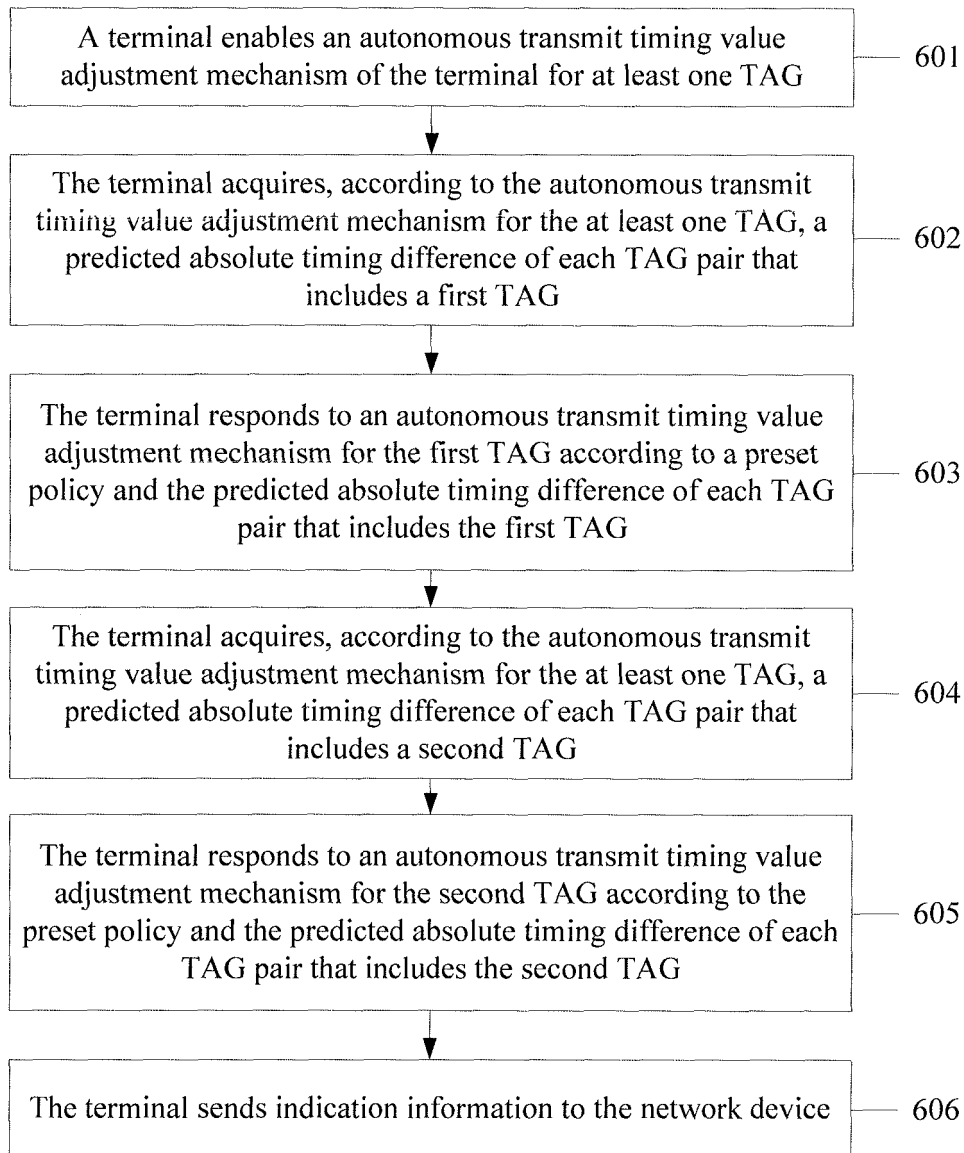 A terminal enables an autonomous transmit timing value
adjustment mechanism of the terminal for at least one TAG
601
The terminal acquires, according to the autonomous transmit
timing value adjustment mechanism for the at least one TAG, a
predicted absolute timing difference of each TAG pair that
includes a first TAG
602
The terminal responds to an autonomous transmit timing value
adjustment mechanism for the first TAG according to a preset
policy and the predicted absolute timing difference of each TAG
pair that includes the first TAG
603
The terminal acquires, according to the autonomous transmit
timing value adjustment mechanism for the at least one TAG, a
predicted absolute timing difference of each TAG pair that
includes a second TAG
604
The terminal responds to an autonomous transmit timing value
adjustment mechanism for the second TAG according to the
preset policy and the predicted absolute timing difference of each
TAG pair that includes the second TAG
605
The terminal sends indication information to the network device
606